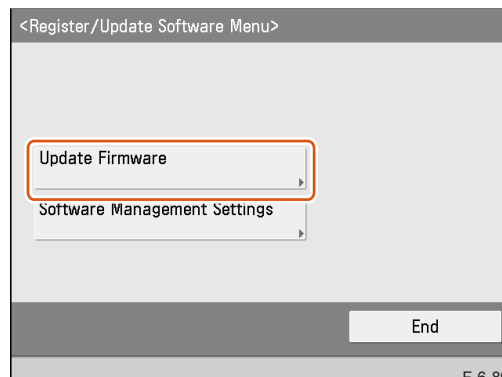 <Register/Update Software Menu>
Update Firmware
Software Management Settings
End